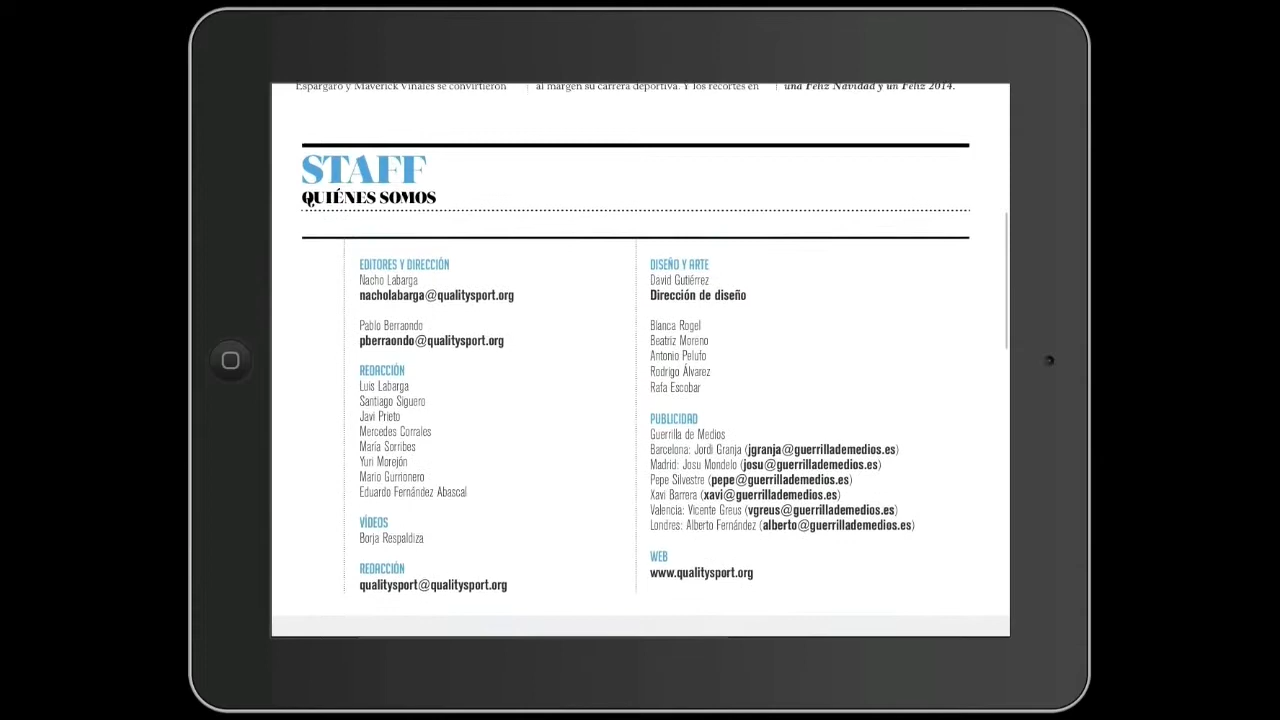 Espargaró y Maverick Viñales se convirtieron
al margen su carrera deportiva. Y los recortes en
una Feliz Navidad y un Feliz 2014.
STAFF
QUIÉNES SOMOS
EDITORES Y DIRECCIÓN
Nacho Labarga
nacholabarga@qualitysport.org
Pablo Berraondo
pberraondo@qualitysport.org
REDACCIÓN
Luis Labarga
Santiago Siguero
Javi Prieto
Mercedes Corrales
María Sorribes
Yuri Morejón
Mario Gurrionero
Eduardo Fernández Abascal
VÍDEOS
Borja Respaldiza
REDACCIÓN
qualitysport@qualitysport.org
DISEÑO Y ARTE
David Gutiérrez
Dirección de diseño
Blanca Rogel
Beatriz Moreno
Antonio Pelufo
Rodrigo Álvarez
Rafa Escobar
PUBLICIDAD
Guerrilla de Medios
Barcelona: Jordi Granja (jgranja@guerrillademedios.es)
Madrid: Josu Mondelo (josu@guerrillademedios.es)
Pepe Silvestre (pepe@guerrillademedios.es)
Xavi Barrera (xavi@guerrillademedios.es)
Valencia: Vicente Greus (vgreus@guerrillademedios.es)
Londres: Alberto Fernández (alberto@guerrillademedios.es)
WEB
www.qualitysport.org